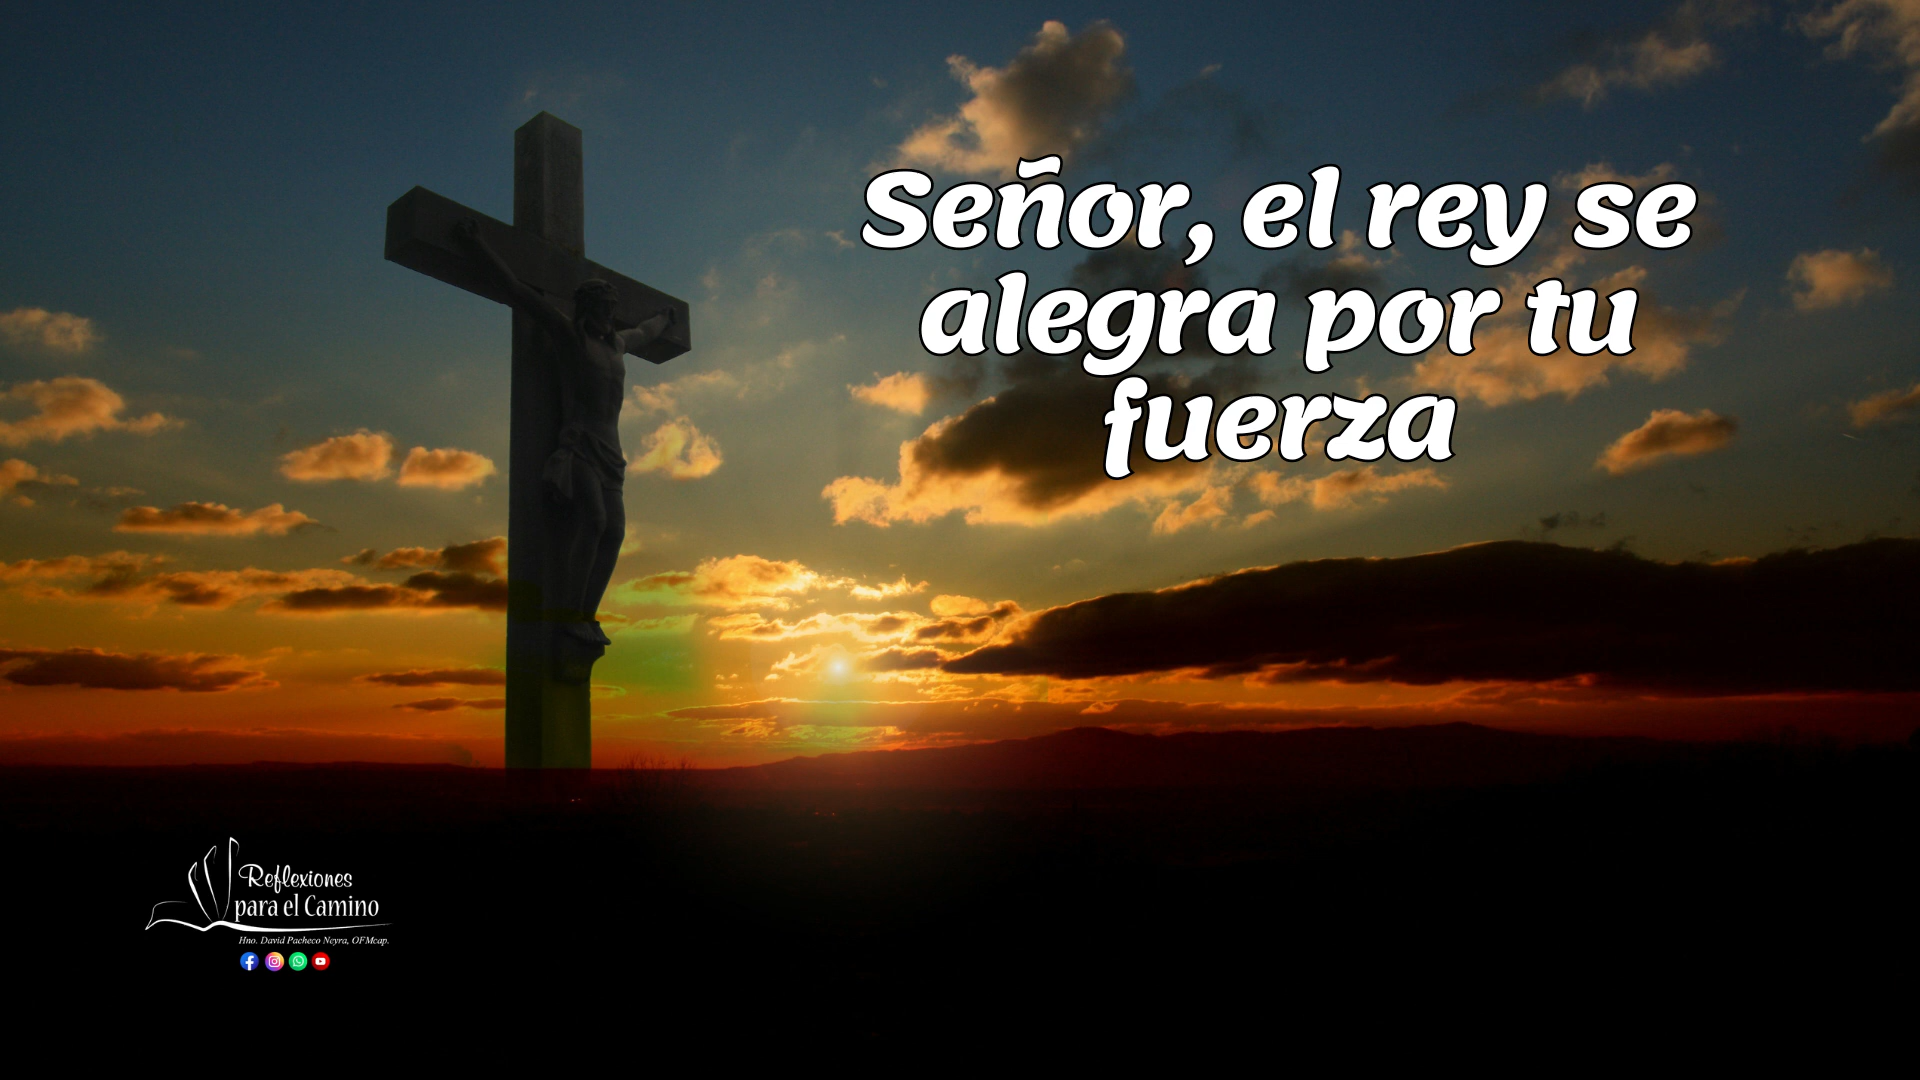 Señor, el rey se
alegra por tu
fuerza
Reflexiones
para el Camino
Hno. David Pacheco Neyra, OFMcap.